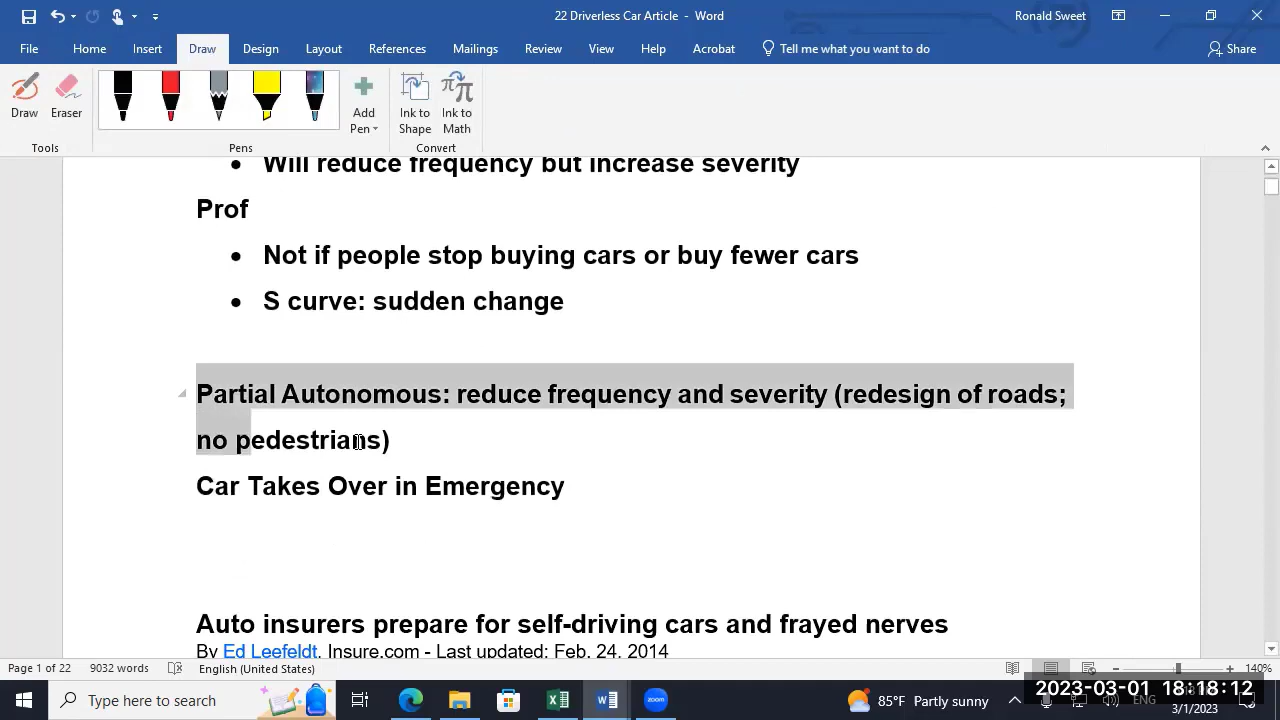 22 Driverless Car Article - Word
Ronald Sweet
File Home Insert Draw Design Layout References Mailings Review View Help Acrobat Tell me what you want to do Share
Draw Eraser Add Pen Ink to Shape Ink to Math
Tools Pens Convert
• Will reduce frequency but increase severity
Prof
• Not if people stop buying cars or buy fewer cars
• S curve: sudden change
Partial Autonomous: reduce frequency and severity (redesign of roads;
no pedestrians)
Car Takes Over in Emergency
Auto insurers prepare for self-driving cars and frayed nerves
By Ed Leefeldt, Insure.com - Last updated: Feb. 24, 2014
Page 1 of 22 9032 words English (United States) 140%
Type here to search zoom 85°F Partly sunny ENG
2023-03-01 18:18:12
3/1/2023